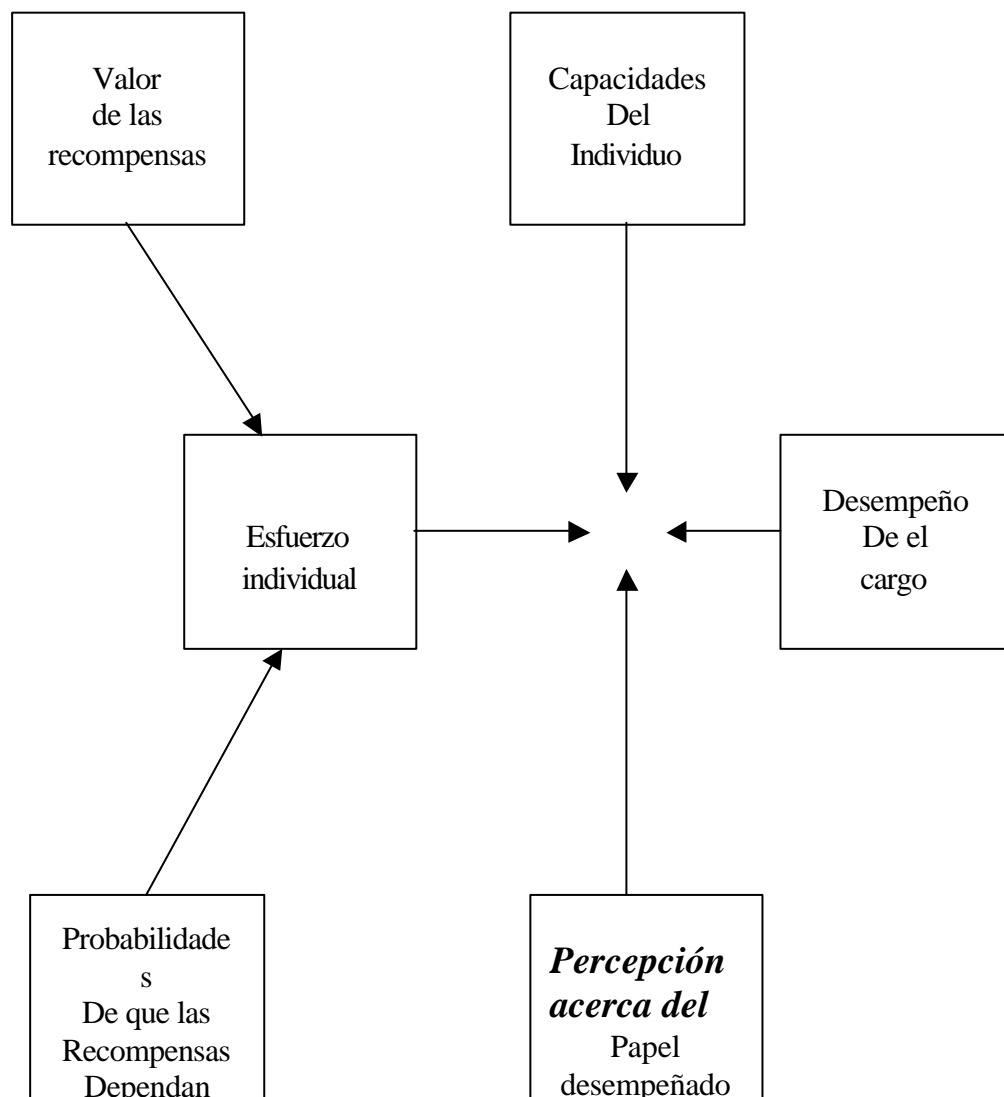 Valor
de las
recompensas
Capacidades
Del
Individuo
Esfuerzo
individual
Desempeño
De el
cargo
Probabilidade
s
De que las
Recompensas
Dependan
Percepción
acerca del
Papel
desempeñado